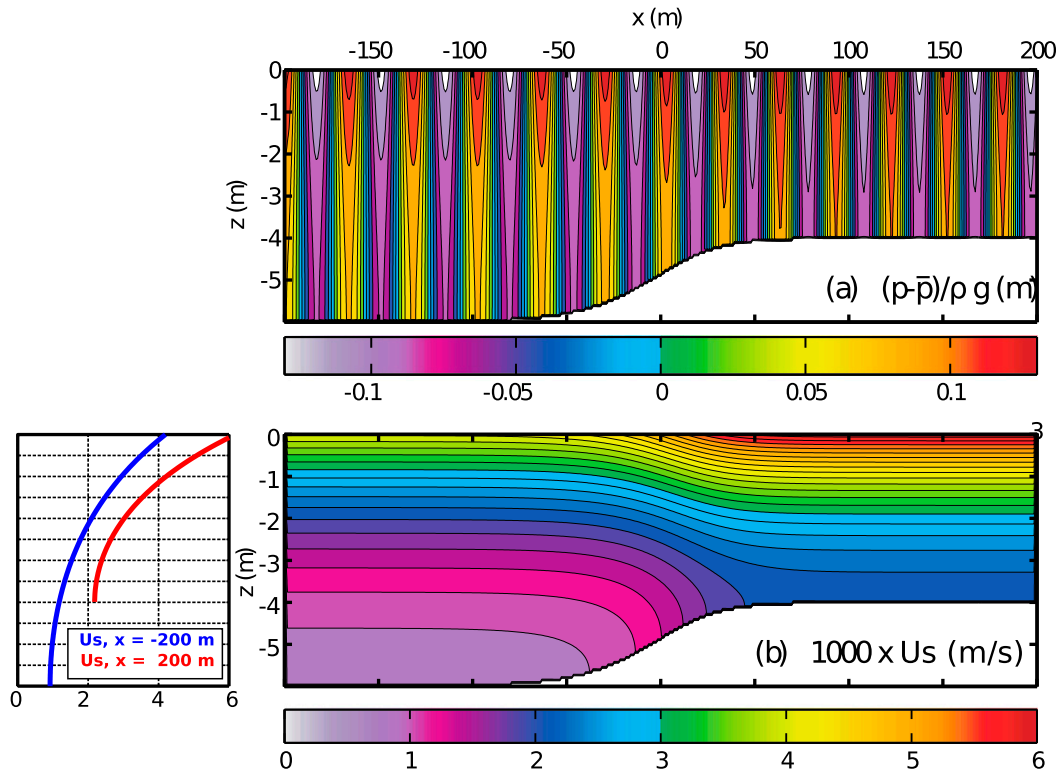 x (m)
-150 -100 -50 0 50 100 150 200
0
-1
-2
-3
-4
-5
z (m)
(a) (p-p̅)/ρ g (m)
-0.1 -0.05 0 0.05 0.1
3
0
-1
-2
-3
-4
-5
z (m)
(b) 1000 x Us (m/s)
Us, x = -200 m
Us, x = 200 m
0 2 4 6
0 1 2 3 4 5 6